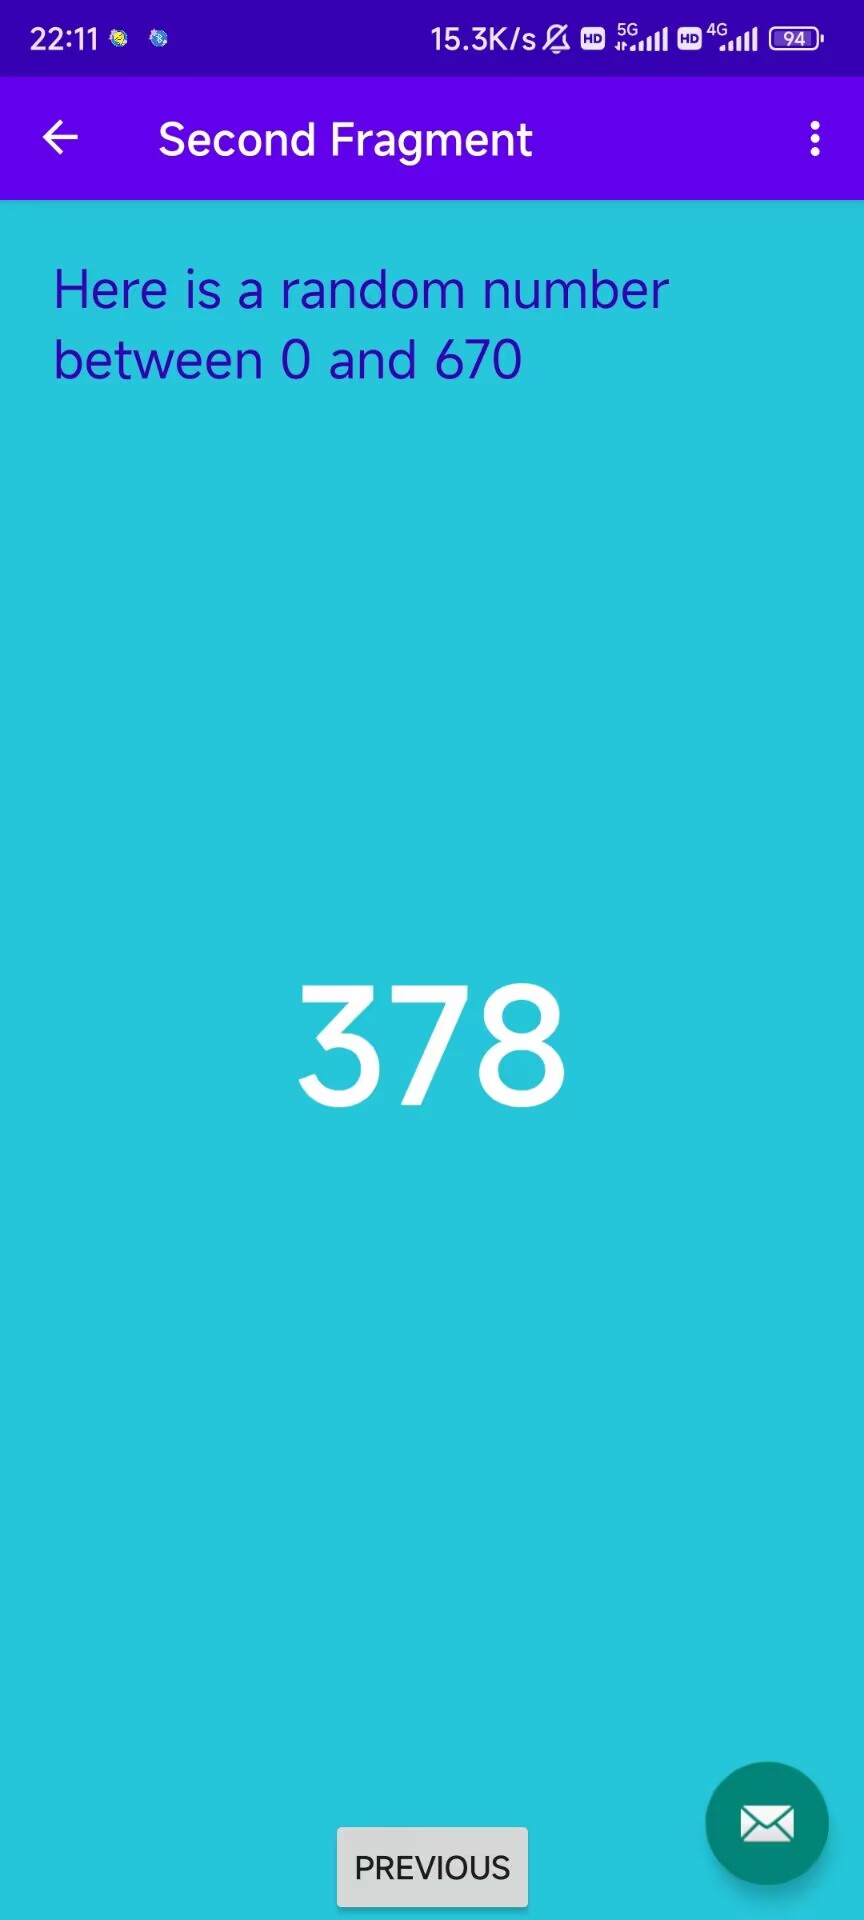 22:11 15.3K/s HD 5G HD 4G 94
Second Fragment
Here is a random number
between 0 and 670
378
PREVIOUS